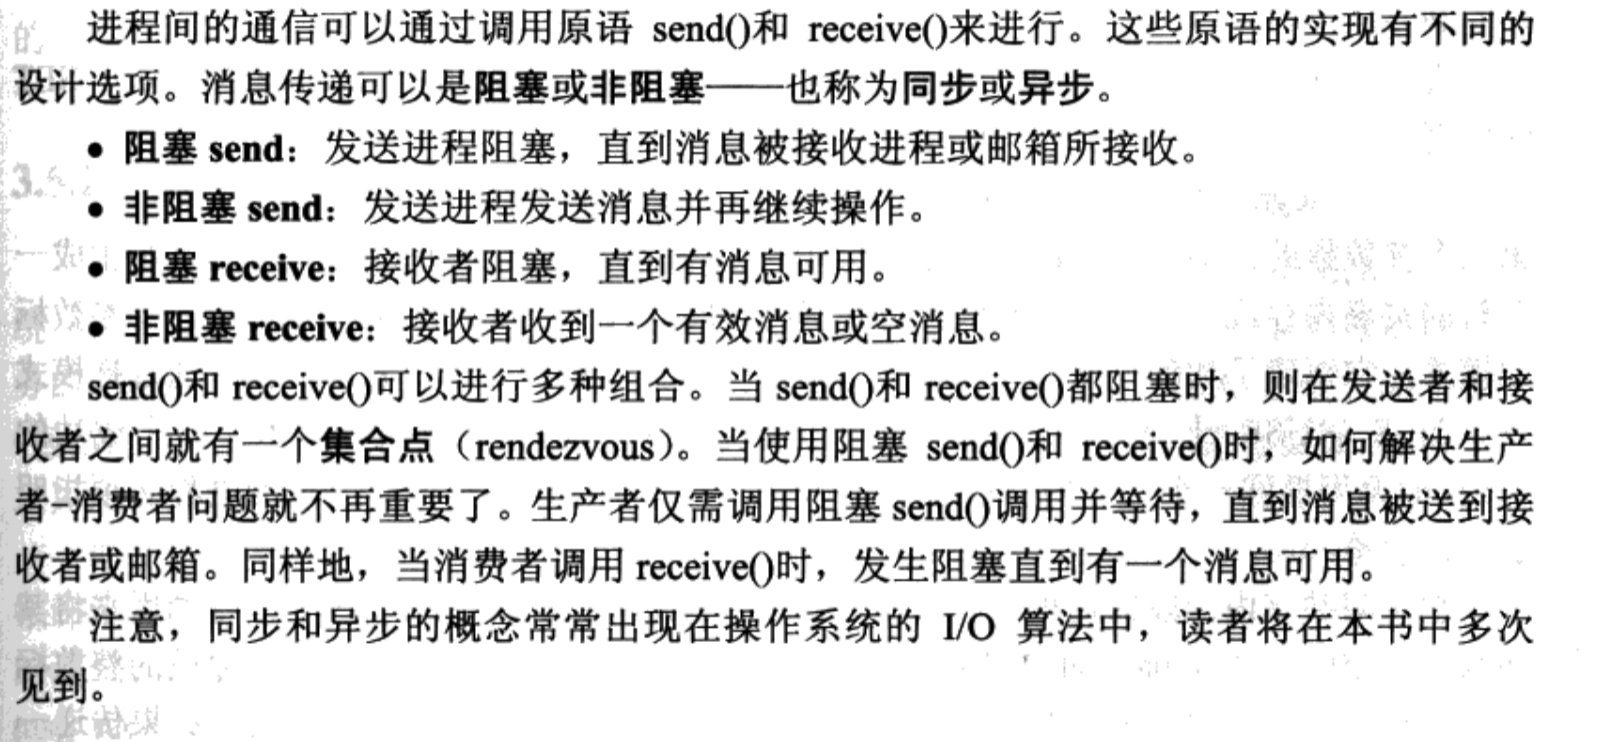 进程间的通信可以通过调用原语 send()和 receive()来进行。这些原语的实现有不同的
设计选项。消息传递可以是阻塞或非阻塞——也称为同步或异步。
• 阻塞 send：发送进程阻塞，直到消息被接收进程或邮箱所接收。
• 非阻塞 send：发送进程发送消息并再继续操作。
• 阻塞 receive：接收者阻塞，直到有消息可用。
• 非阻塞 receive：接收者收到一个有效消息或空消息。
send()和 receive()可以进行多种组合。当 send()和 receive()都阻塞时，则在发送者和接
收者之间就有一个集合点（rendezvous）。当使用阻塞 send()和 receive()时，如何解决生产
者-消费者问题就不再重要了。生产者仅需调用阻塞 send()调用并等待，直到消息被送到接
收者或邮箱。同样地，当消费者调用 receive()时，发生阻塞直到有一个消息可用。
注意，同步和异步的概念常常出现在操作系统的 I/O 算法中，读者将在本书中多次
见到。